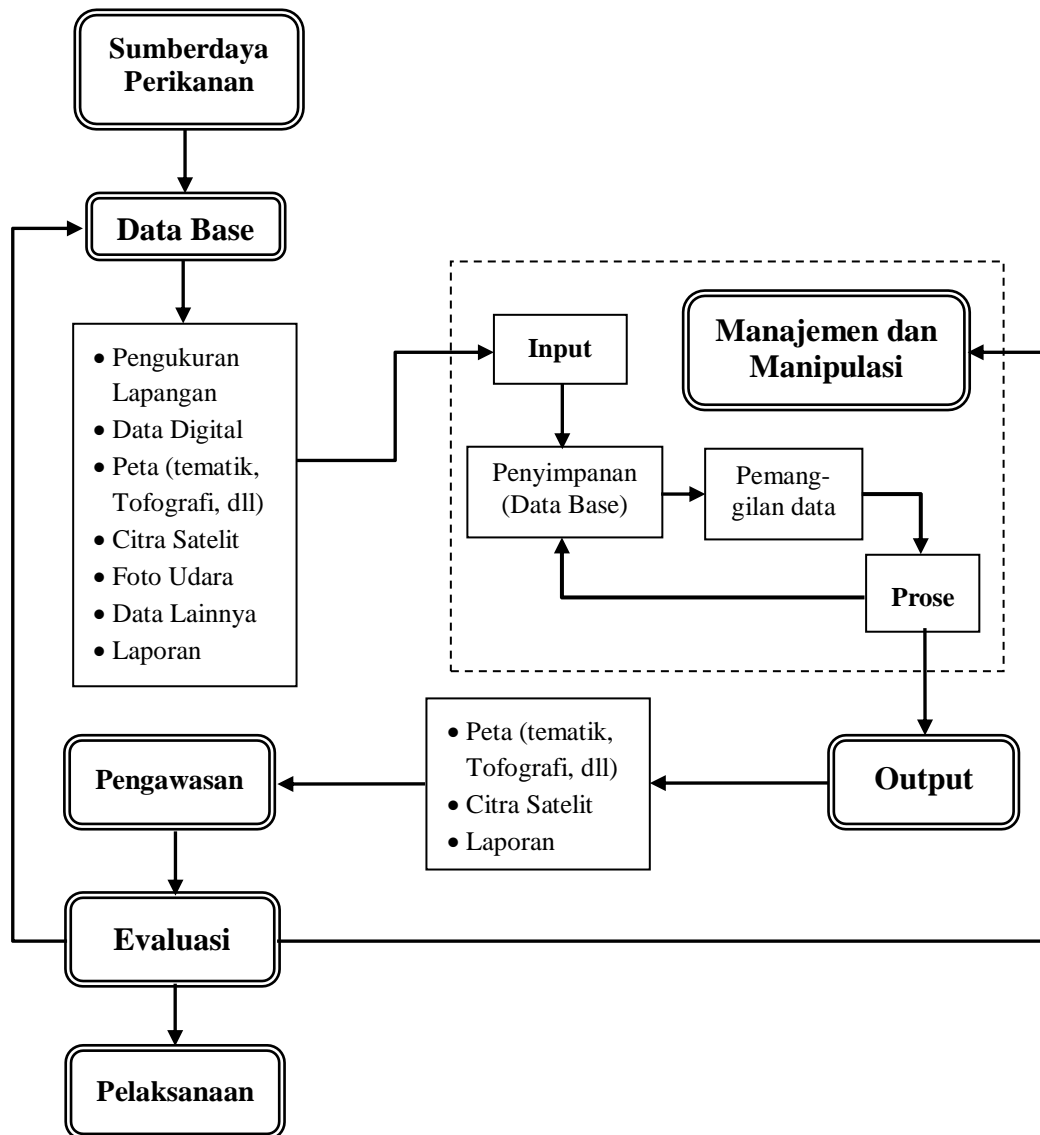 Sumberdaya
Perikanan
Data Base
• Pengukuran
Lapangan
• Data Digital
• Peta (tematik,
Tofografi, dll)
• Citra Satelit
• Foto Udara
• Data Lainnya
• Laporan
Input
Manajemen dan
Manipulasi
Penyimpanan
(Data Base)
Pemang-
gilan data
Prose
Output
• Peta (tematik,
Tofografi, dll)
• Citra Satelit
• Laporan
Pengawasan
Evaluasi
Pelaksanaan